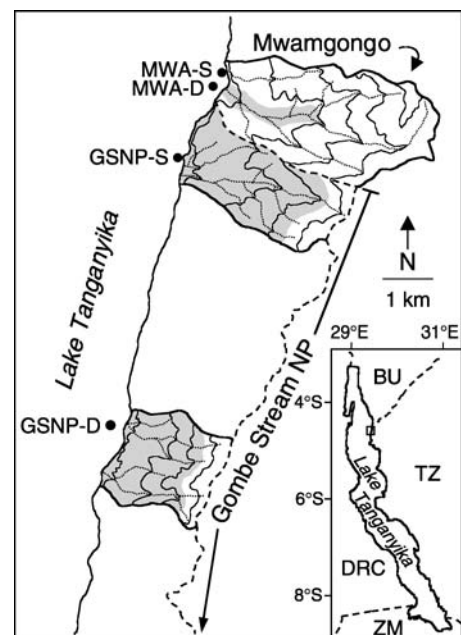 Mwamgongo
MWA-S
MWA-D
GSNP-S
Lake Tanganyika
N
1 km
Gombe Stream NP
GSNP-D
29°E 31°E
BU
4°S
TZ
Lake
Tanganyika
6°S
DRC
8°S
ZM